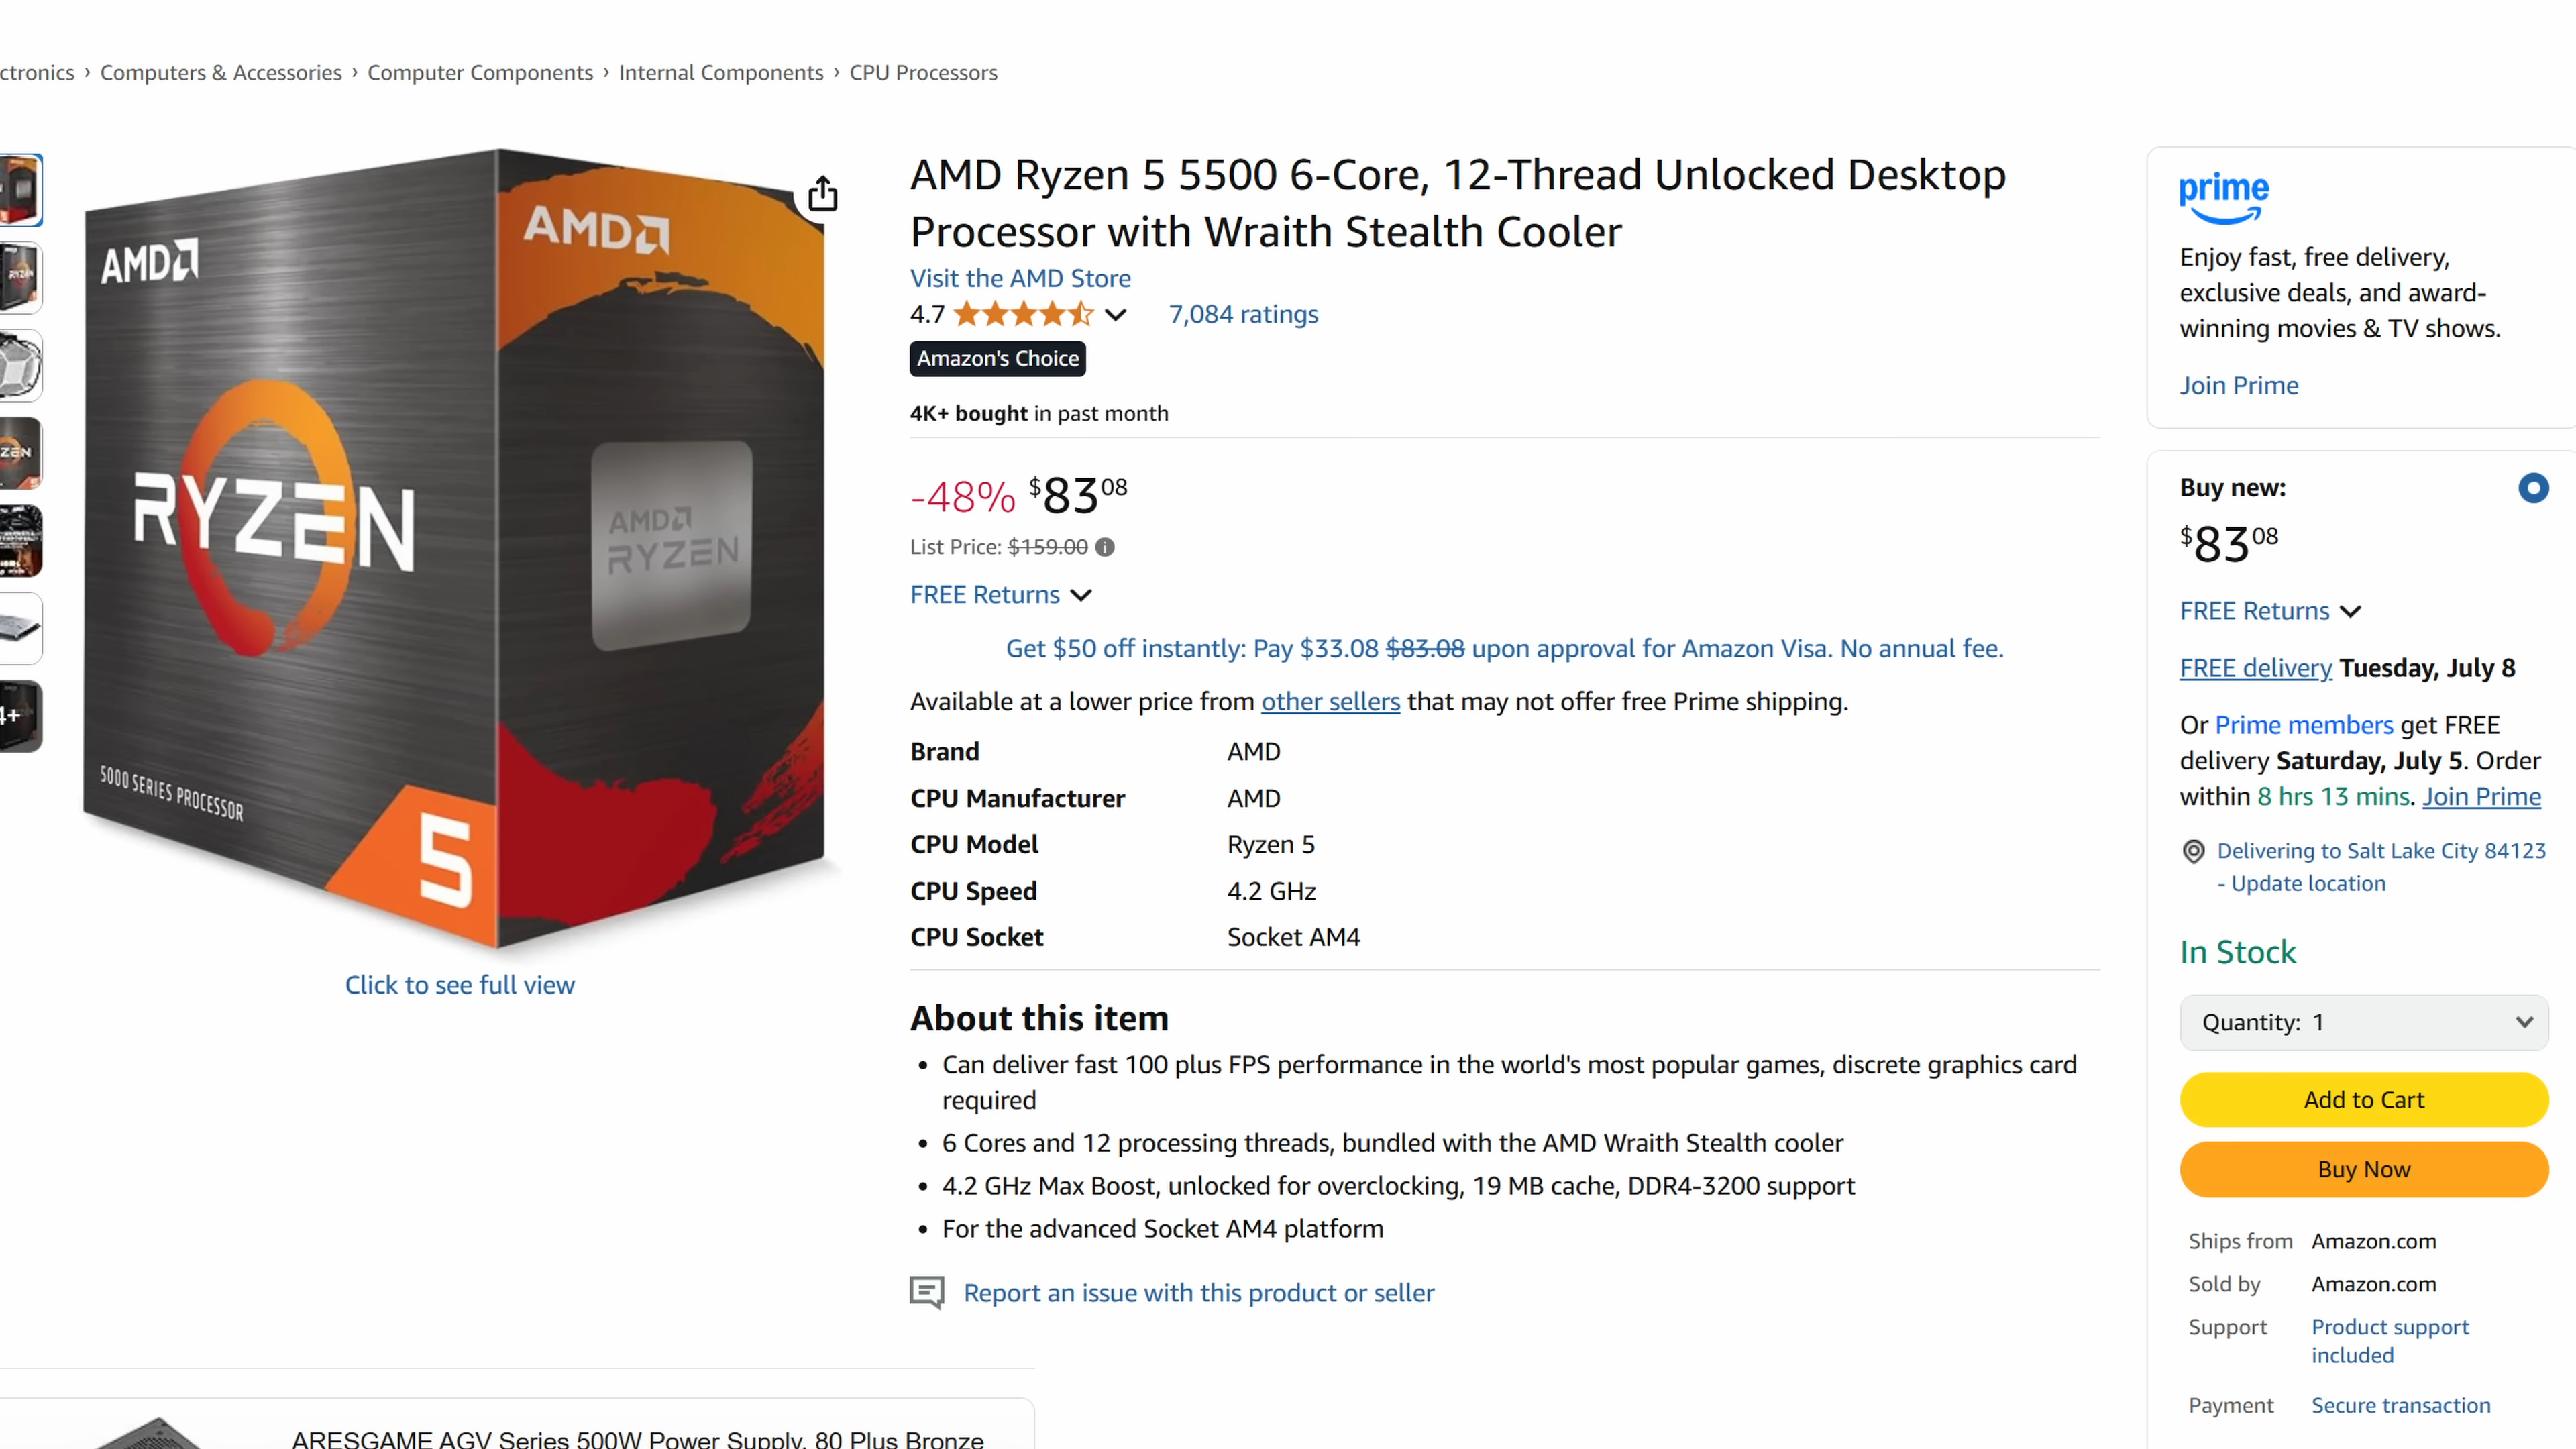 ctronics › Computers & Accessories › Computer Components › Internal Components › CPU Processors
AMD
RYZEN
5000 SERIES PROCESSOR
5
AMD
AMD
RYZEN
4+
Click to see full view
AMD Ryzen 5 5500 6-Core, 12-Thread Unlocked Desktop
Processor with Wraith Stealth Cooler
Visit the AMD Store
4.7 7,084 ratings
Amazon's Choice
4K+ bought in past month
-48% $83 08
List Price: $159.00
FREE Returns
Get $50 off instantly: Pay $33.08 $83.08 upon approval for Amazon Visa. No annual fee.
Available at a lower price from other sellers that may not offer free Prime shipping.
Brand AMD
CPU Manufacturer AMD
CPU Model Ryzen 5
CPU Speed 4.2 GHz
CPU Socket Socket AM4
About this item
• Can deliver fast 100 plus FPS performance in the world's most popular games, discrete graphics card
required
• 6 Cores and 12 processing threads, bundled with the AMD Wraith Stealth cooler
• 4.2 GHz Max Boost, unlocked for overclocking, 19 MB cache, DDR4-3200 support
• For the advanced Socket AM4 platform
Report an issue with this product or seller
prime
Enjoy fast, free delivery,
exclusive deals, and award-
winning movies & TV shows.
Join Prime
Buy new:
$83 08
FREE Returns
FREE delivery Tuesday, July 8
Or Prime members get FREE
delivery Saturday, July 5. Order
within 8 hrs 13 mins. Join Prime
Delivering to Salt Lake City 84123
- Update location
In Stock
Quantity: 1
Add to Cart
Buy Now
Ships from Amazon.com
Sold by Amazon.com
Support Product support
included
Payment Secure transaction
ARESGAME AGV Series 500W Power Supply, 80 Plus Bronze